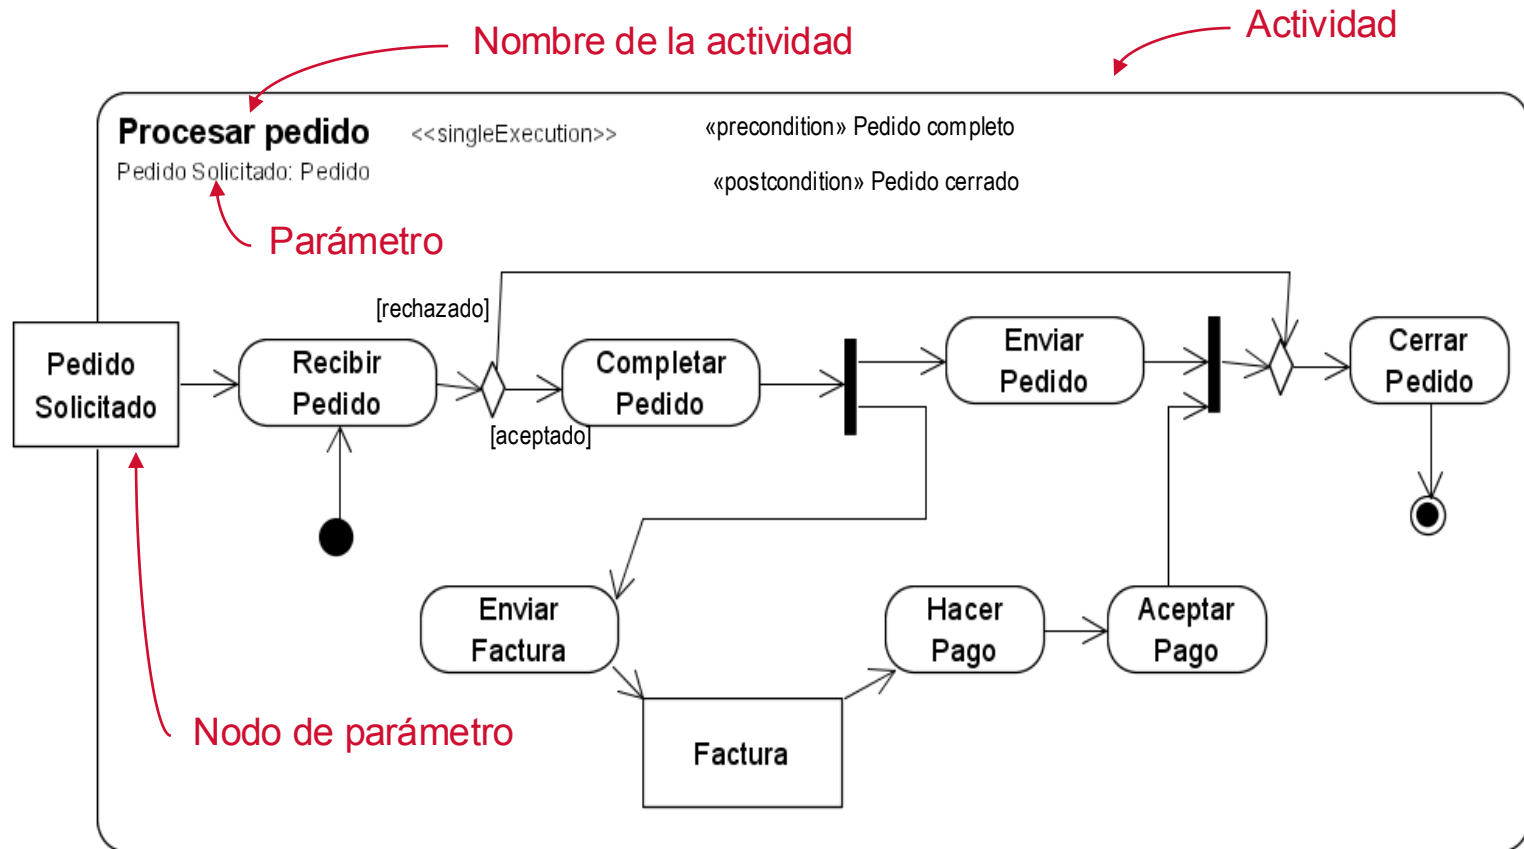 Nombre de la actividad
Actividad
Procesar pedido
<<singleExecution>>
«precondition» Pedido completo
Pedido Solicitado: Pedido
«postcondition» Pedido cerrado
Parámetro
[rechazado]
Pedido
Solicitado
Recibir
Pedido
Completar
Pedido
[aceptado]
Enviar
Pedido
Cerrar
Pedido
Enviar
Factura
Hacer
Pago
Aceptar
Pago
Nodo de parámetro
Factura